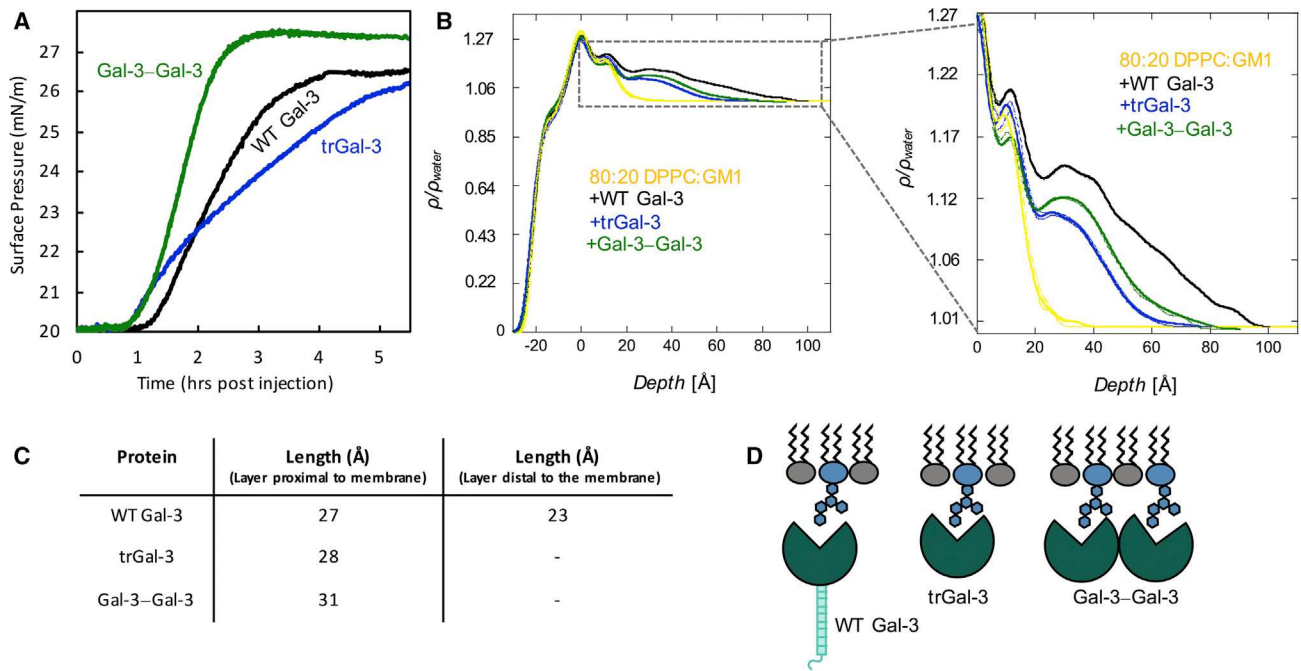 A
Surface Pressure (mN/m)
27
26
25
24
23
22
21
20
Gal-3–Gal-3
WT Gal-3
trGal-3
0 1 2 3 4 5
Time (hrs post injection)
B
ρ/ρwater
1.27
1.06
0.85
0.64
0.43
0.22
0
80:20 DPPC:GM1
+WT Gal-3
+trGal-3
+Gal-3–Gal-3
-20 0 20 40 60 80 100
Depth [Å]
ρ/ρwater
1.27
1.22
1.17
1.12
1.06
1.01
80:20 DPPC:GM1
+WT Gal-3
+trGal-3
+Gal-3–Gal-3
0 20 40 60 80 100
Depth [Å]
C
Protein Length (Å) Length (Å)
(Layer proximal to membrane) (Layer distal to the membrane)
WT Gal-3 27 23
trGal-3 28 -
Gal-3–Gal-3 31 -
D
WT Gal-3
trGal-3
Gal-3–Gal-3